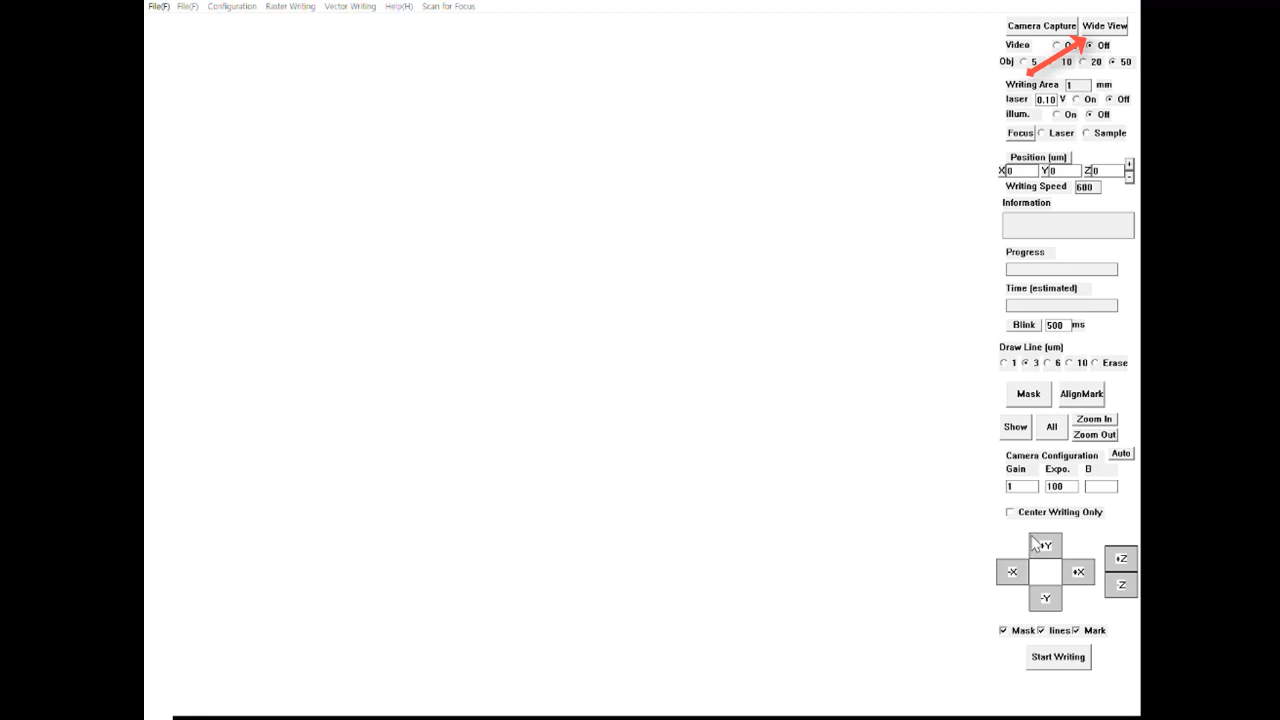 File(F) File(F) Configuration Raster Writing Vector Writing Help(H) Scan for Focus
Camera Capture Wide View
Video Off
Obj 5 10 20 50
Writing Area 1 mm
laser 0.10 V On Off
illum. On Off
Focus Laser Sample
Position (um)
X 0 Y 0 Z 0 + -
Writing Speed 600
Information
Progress
Time (estimated)
Blink 500 ms
Draw Line (um)
1 3 6 10 Erase
Mask AlignMark
Show All Zoom In
Zoom Out
Camera Configuration Auto
Gain Expo. B
1 100
Center Writing Only
+Y
-X +X +Z
-Y -Z
Mask lines Mark
Start Writing